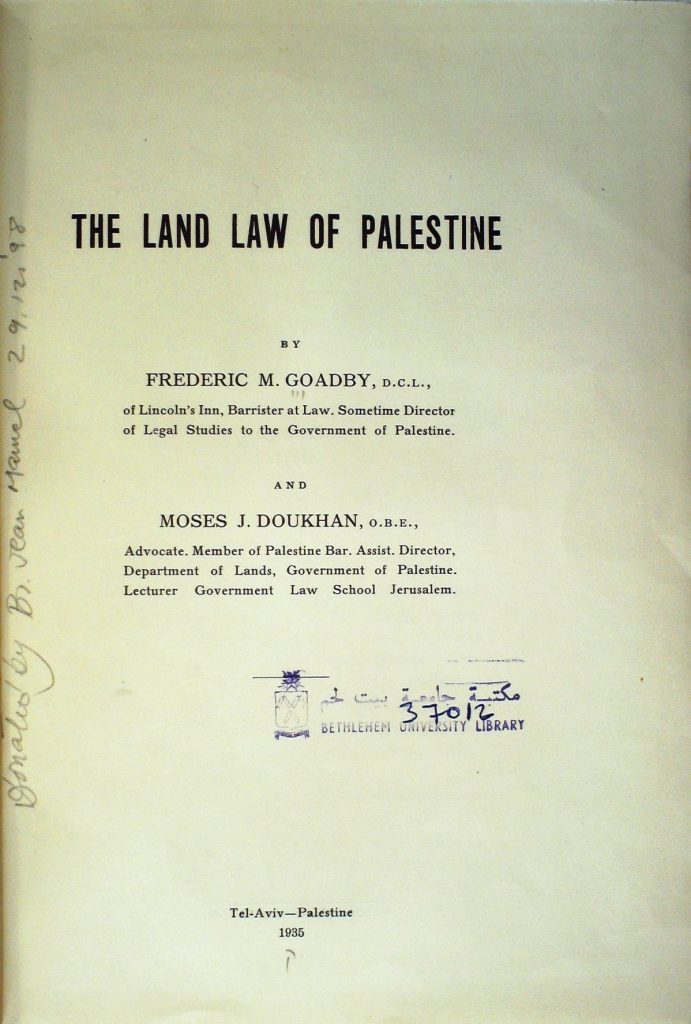 THE LAND LAW OF PALESTINE
BY
FREDERIC M. GOADBY, D.C.L.,
of Lincoln's Inn, Barrister at Law. Sometime Director
of Legal Studies to the Government of Palestine.
AND
MOSES J. DOUKHAN, O.B.E.,
Advocate. Member of Palestine Bar. Assist. Director,
Department of Lands, Government of Palestine.
Lecturer Government Law School Jerusalem.
مكتبة جامعة بيت لحم
37012
BETHLEHEM UNIVERSITY LIBRARY
Tel-Aviv—Palestine
1935
Donated by Br. Jean Manuel 29.12.'98